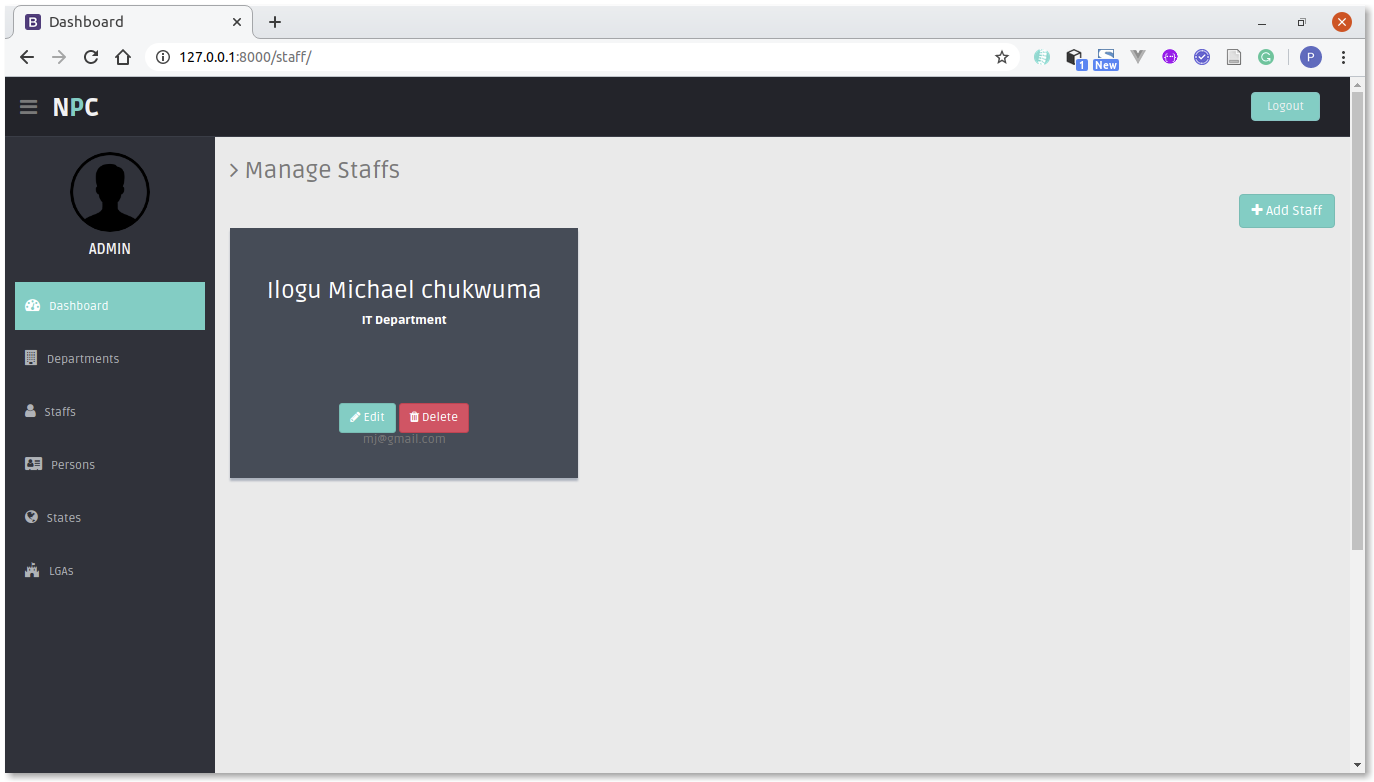 B Dashboard
127.0.0.1:8000/staff/
1
New
G
P
NPC
Logout
ADMIN
Dashboard
Departments
Staffs
Persons
States
LGAs
Manage Staffs
Add Staff
Ilogu Michael chukwuma
IT Department
Edit Delete
mj@gmail.com